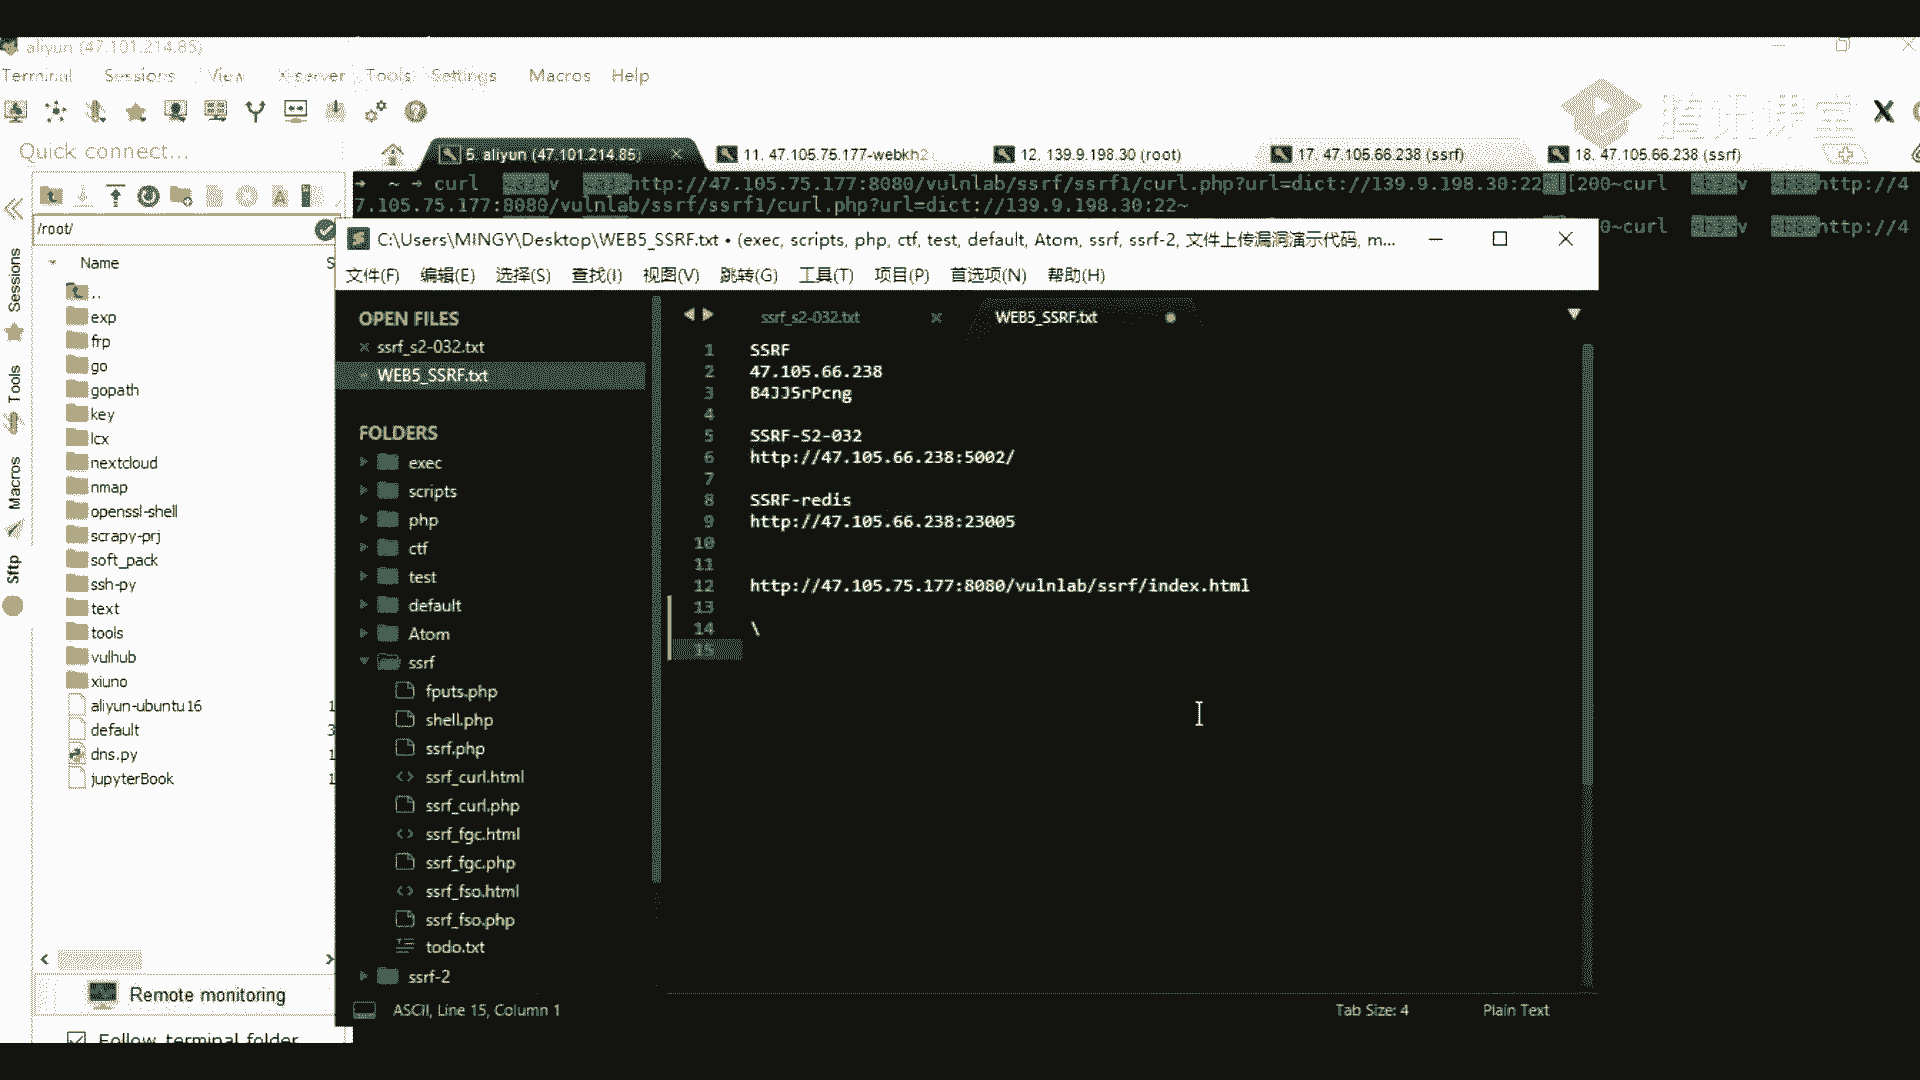 aliyun (47.101.214.85)
Terminal Sessions View X server Tools Settings Macros Help
腾讯课堂
Quick connect...
5. aliyun (47.101.214.85)
11. 47.105.75.177-webkh2
12. 139.9.198.30 (root)
17. 47.105.66.238 (ssrf)
18. 47.105.66.238 (ssrf)
→ ~ → curl v http://47.105.75.177:8080/vulnlab/ssrf/ssrf1/curl.php?url=dict://139.9.198.30:22 [200~curl v http://4
7.105.75.177:8080/vulnlab/ssrf/ssrf1/curl.php?url=dict://139.9.198.30:22~
0~curl v http://4
/root/
Name S
..
exp
frp
go
gopath
key
lcx
nextcloud
nmap
openssl-shell
scrapy-prj
soft_pack
ssh-py
text
tools
vulhub
xiuno
aliyun-ubuntu16 1
default 3
dns.py 1
jupyterBook 1
Sessions
Tools
Macros
Sftp
Remote monitoring
Follow terminal folder
C:\Users\MINGY\Desktop\WEB5_SSRF.txt • (exec, scripts, php, ctf, test, default, Atom, ssrf, ssrf-2, 文件上传漏洞演示代码, m...
文件(F) 编辑(E) 选择(S) 查找(I) 视图(V) 跳转(G) 工具(T) 项目(P) 首选项(N) 帮助(H)
OPEN FILES
ssrf_s2-032.txt
WEB5_SSRF.txt
FOLDERS
exec
scripts
php
ctf
test
default
Atom
ssrf
fputs.php
shell.php
ssrf.php
ssrf_curl.html
ssrf_curl.php
ssrf_fgc.html
ssrf_fgc.php
ssrf_fso.html
ssrf_fso.php
todo.txt
ssrf-2
ssrf_s2-032.txt
WEB5_SSRF.txt
1 SSRF
2 47.105.66.238
3 B4JJ5rPcng
4
5 SSRF-S2-032
6 http://47.105.66.238:5002/
7
8 SSRF-redis
9 http://47.105.66.238:23005
10
11
12 http://47.105.75.177:8080/vulnlab/ssrf/index.html
13
14 \
15
ASCII, Line 15, Column 1
Tab Size: 4
Plain Text